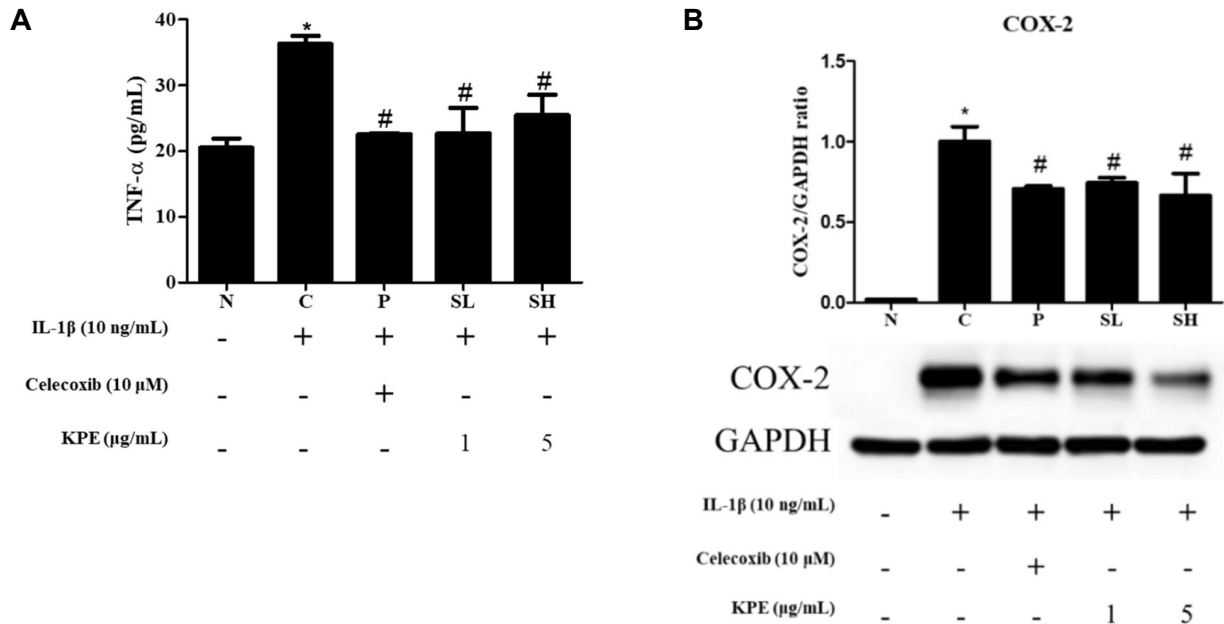 A
TNF-α (pg/mL)
40
30
20
10
0
*
#
#
#
N C P SL SH
IL-1β (10 ng/mL) - + + + +
Celecoxib (10 μM) - - + - -
KPE (μg/mL) - - - 1 5
B
COX-2
COX-2/GAPDH ratio
1.5
1.0
0.5
0.0
*
#
#
#
N C P SL SH
COX-2
GAPDH
IL-1β (10 ng/mL) - + + + +
Celecoxib (10 μM) - - + - -
KPE (μg/mL) - - - 1 5